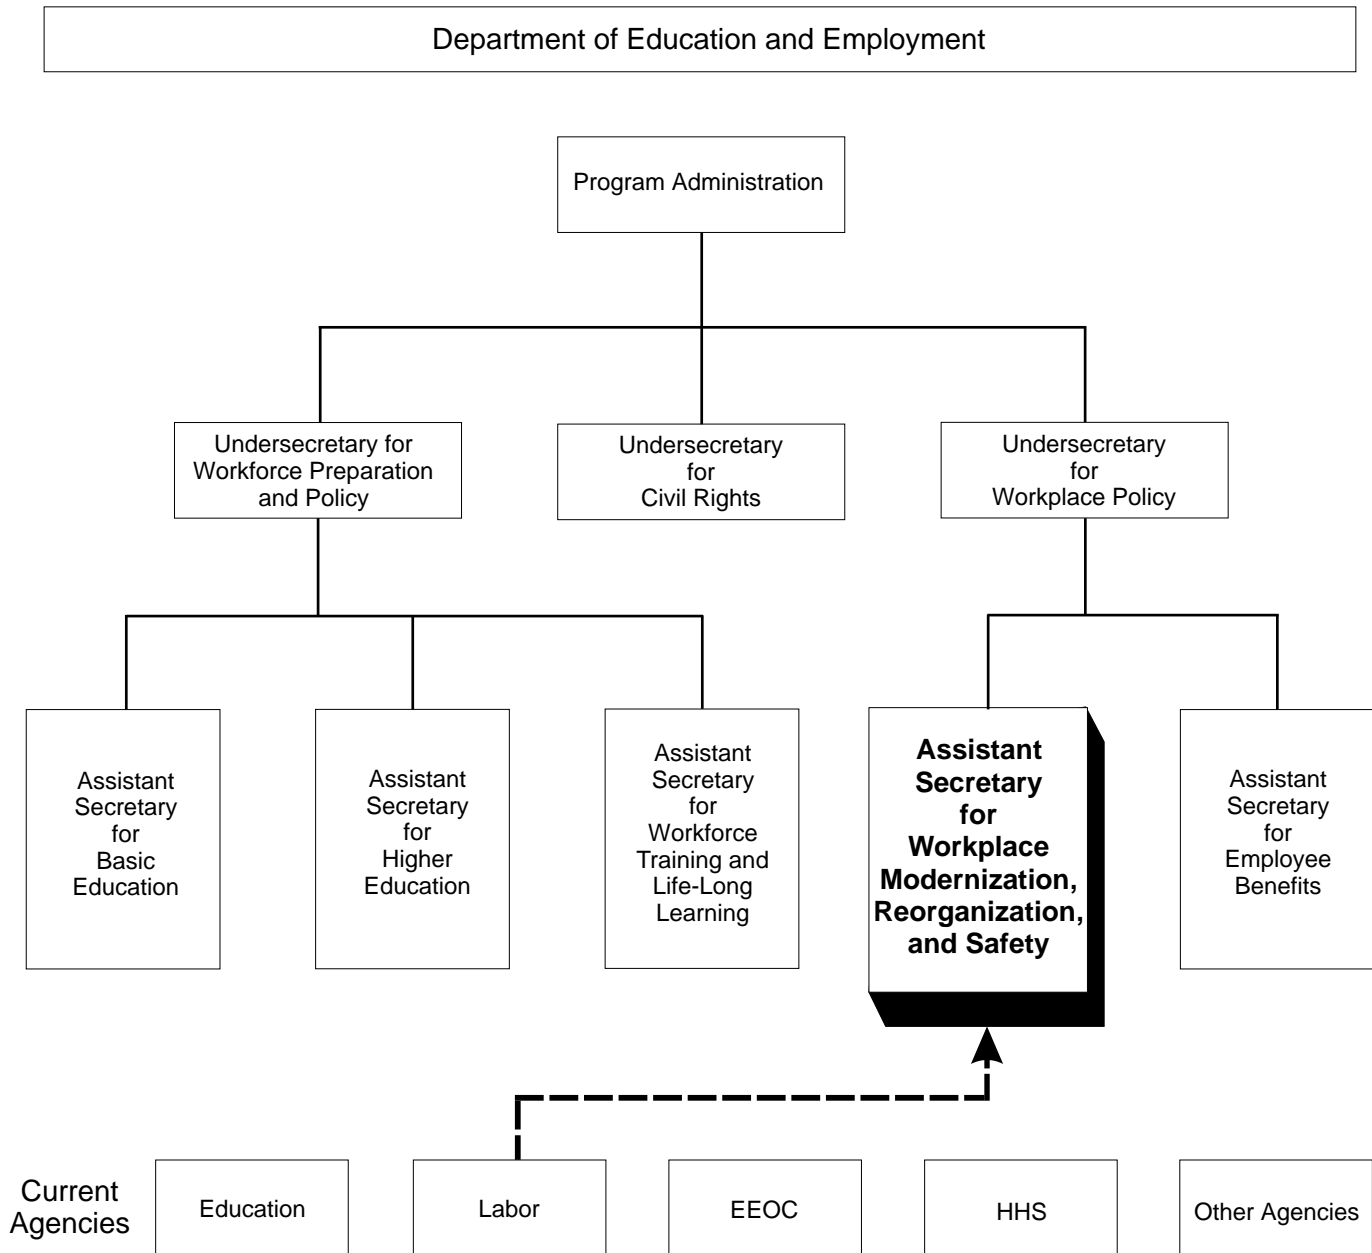 Department of Education and Employment
Program Administration
Undersecretary for
Workforce Preparation
and Policy
Undersecretary
for
Civil Rights
Undersecretary
for
Workplace Policy
Assistant
Secretary
for
Basic
Education
Assistant
Secretary
for
Higher
Education
Assistant
Secretary
for
Workforce
Training and
Life-Long
Learning
Assistant
Secretary
for
Workplace
Modernization,
Reorganization,
and Safety
Assistant
Secretary
for
Employee
Benefits
Current
Agencies
Education
Labor
EEOC
HHS
Other Agencies